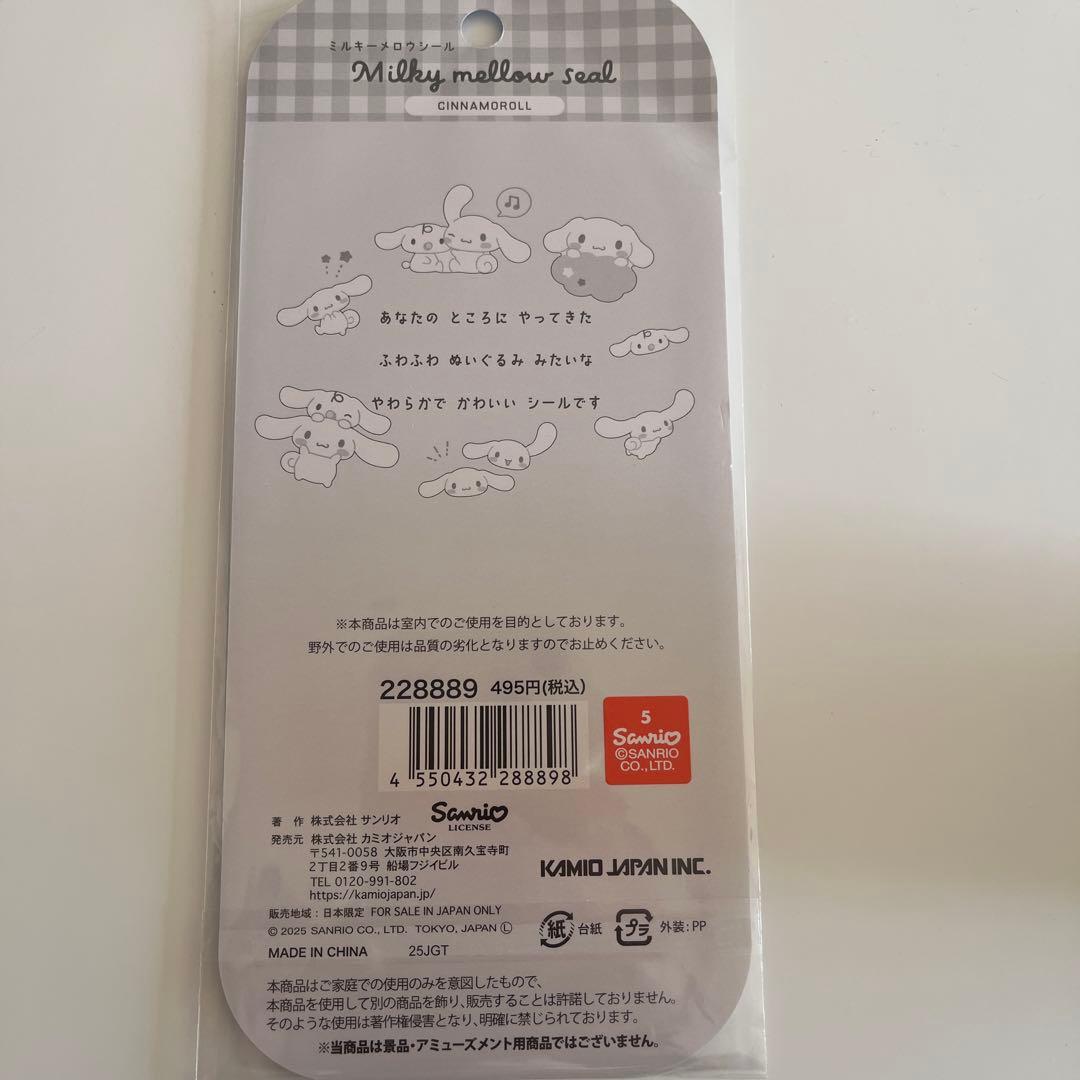 ミルキーメロウシール
Milky mellow seal
CINNAMOROLL
あなたの ところに やってきた
ふわふわ ぬいぐるみ みたいな
やわらかで かわいい シールです
※本商品は室内でのご使用を目的としております。
野外でのご使用は品質の劣化となりますのでお止めください。
228889 495円(税込)
4 550432 288898
5
Sanrio
©SANRIO
CO.,LTD.
Sanrio
LICENSE
著 作 株式会社 サンリオ
発売元 株式会社 カミオジャパン
〒541-0058 大阪市中央区南久宝寺町
2丁目2番9号 船場フジイビル
TEL 0120-991-802
https://kamiojapan.jp/
KAMIO JAPAN INC.
販売地域:日本限定 FOR SALE IN JAPAN ONLY
© 2025 SANRIO CO., LTD. TOKYO, JAPAN Ⓛ
紙 台紙 プラ 外装:PP
MADE IN CHINA 25JGT
本商品はご家庭での使用のみを意図したもので、
本商品を使用して別の商品を飾り、販売することは許諾しておりません。
そのような使用は著作権侵害となり、明確に禁じられております。
※当商品は景品・アミューズメント用商品ではございません。